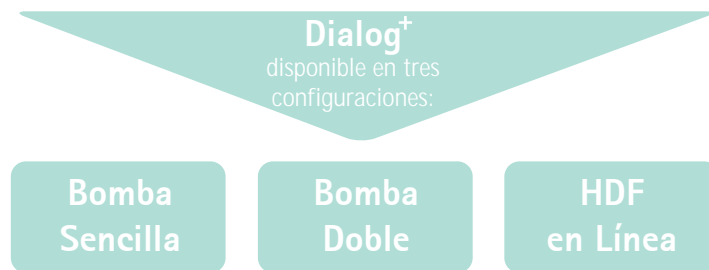 Dialog+
disponible en tres
configuraciones:
Bomba
Sencilla
Bomba
Doble
HDF
en Línea